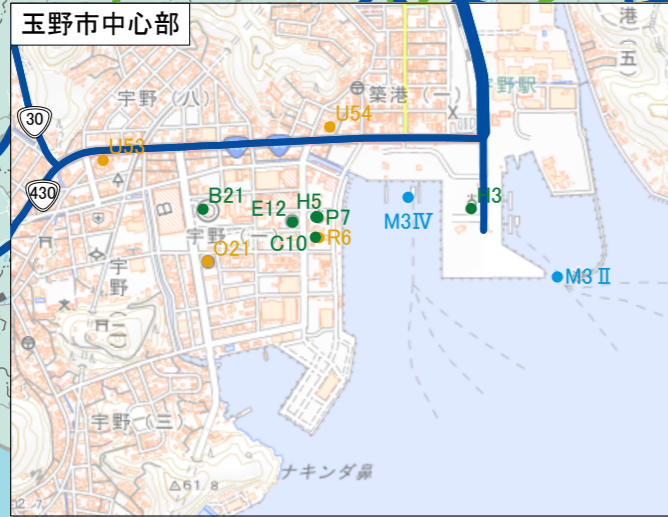 玉野市中心部
港(五)
30
宇野(八)
築港(一)
野駅
U54
U53
430
B21
E12
H5
P7
H3
M3Ⅳ
宇野(一)
C10
R6
O21
宇野
M3Ⅱ
宇野(三)
ナキンダ鼻
△61.8